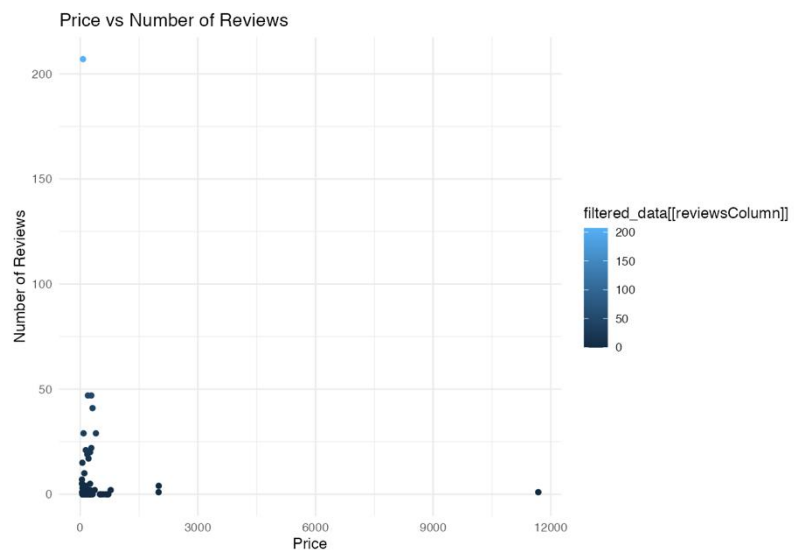 Price vs Number of Reviews
200
150
100
50
0
Number of Reviews
0 3000 6000 9000 12000
Price
filtered_data[[reviewsColumn]]
200
150
100
50
0